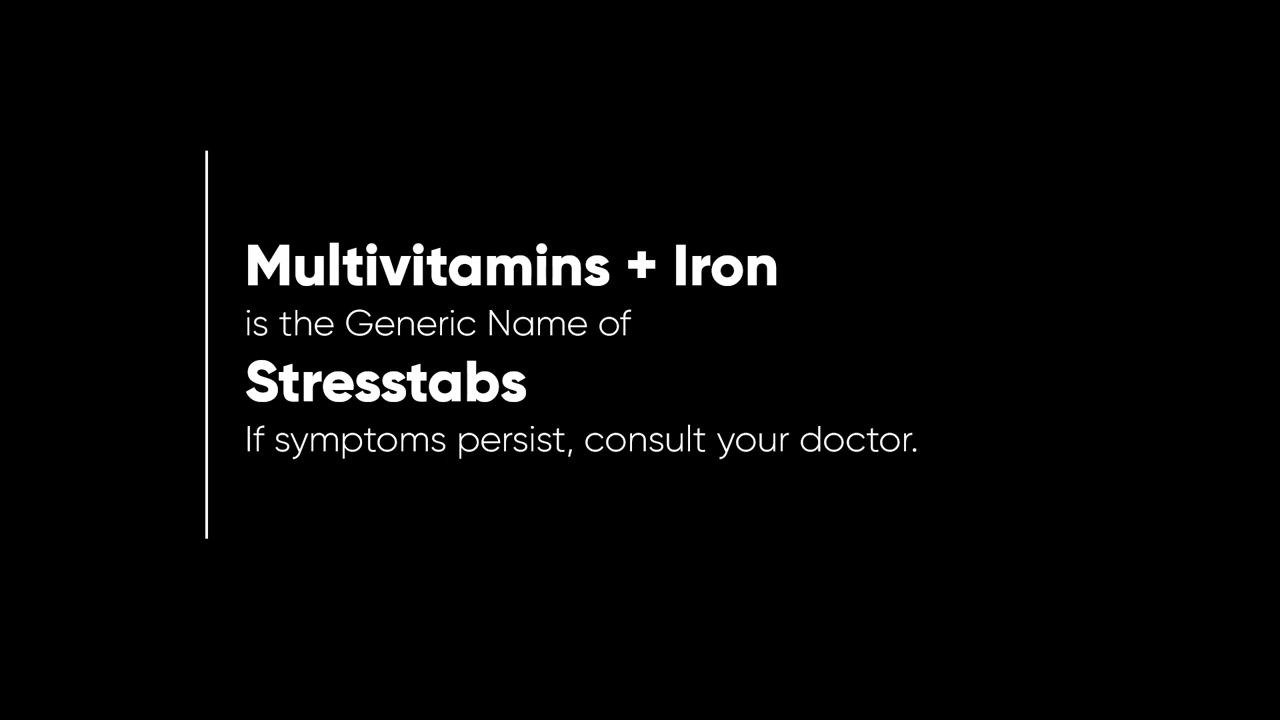 Multivitamins + Iron
is the Generic Name of
Stresstabs
If symptoms persist, consult your doctor.